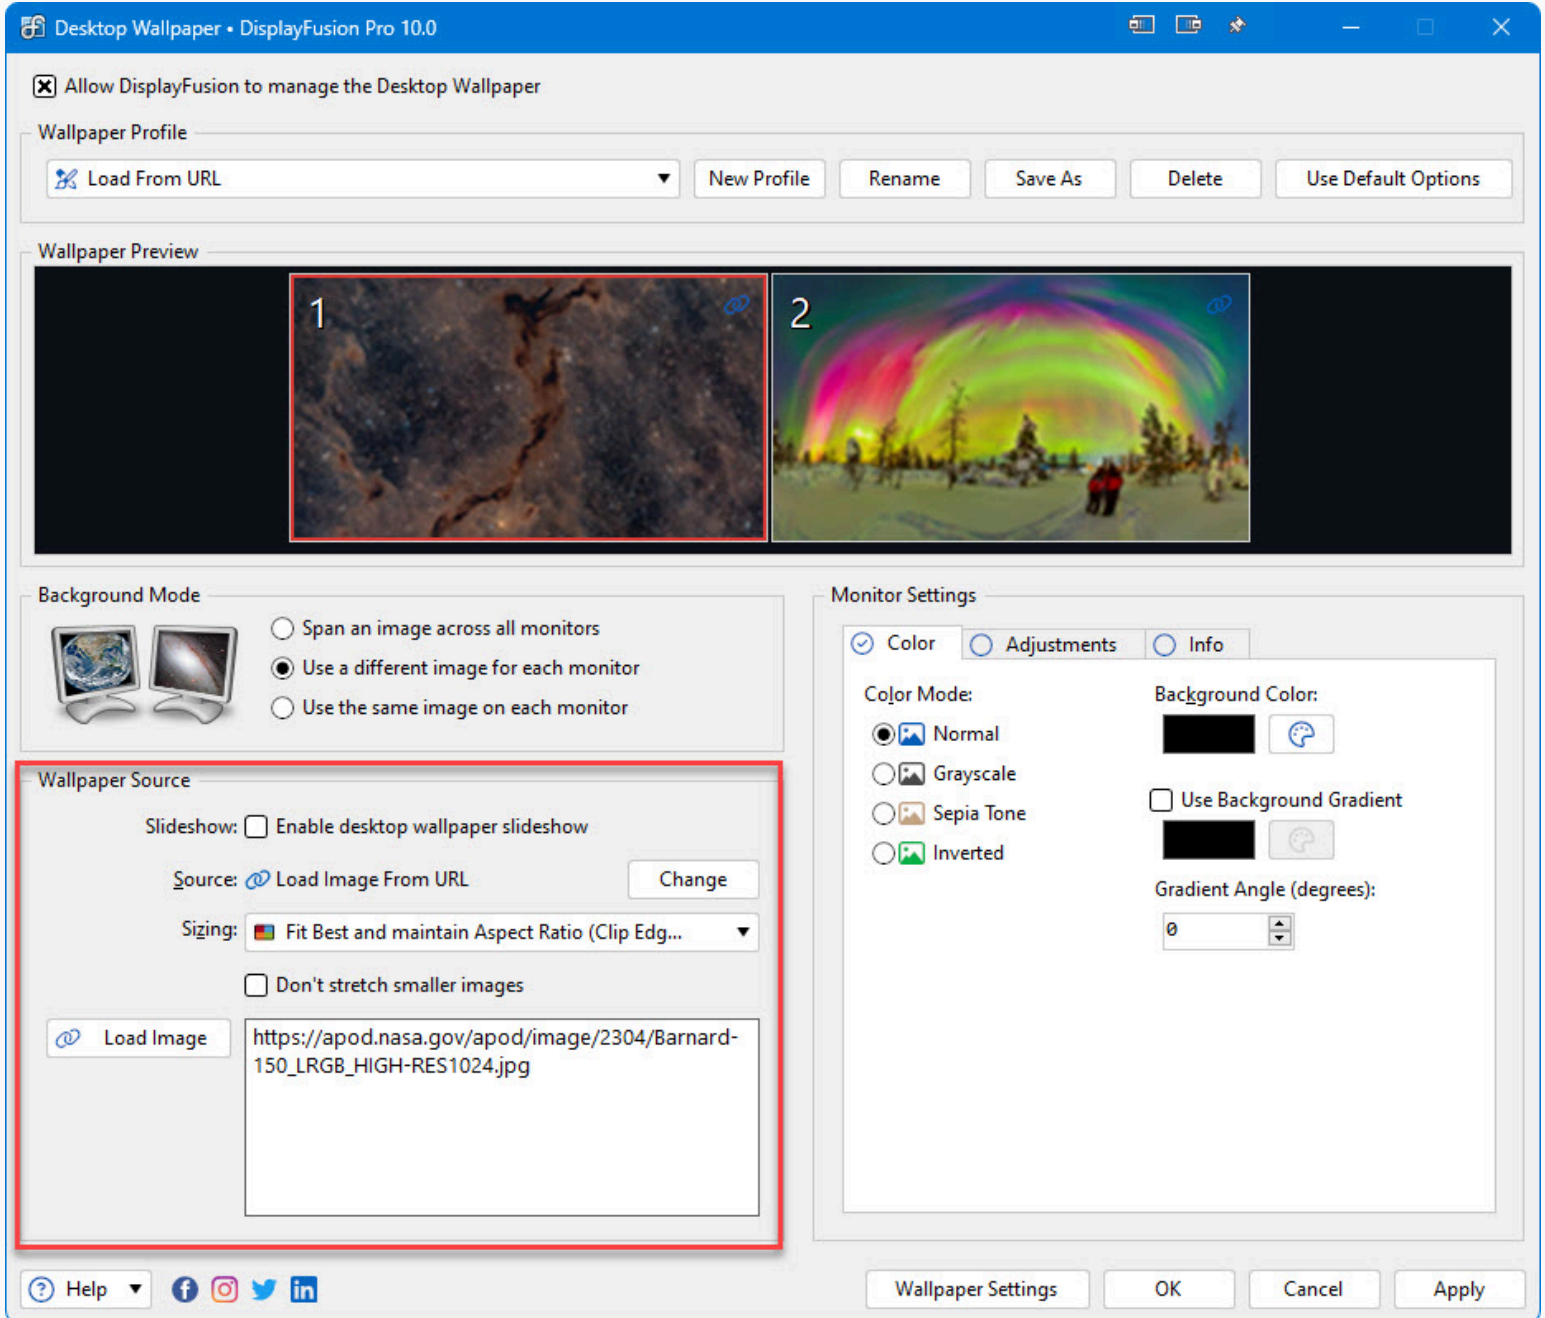 Desktop Wallpaper • DisplayFusion Pro 10.0
Allow DisplayFusion to manage the Desktop Wallpaper
Wallpaper Profile
Load From URL
New Profile
Rename
Save As
Delete
Use Default Options
Wallpaper Preview
1
2
Background Mode
Span an image across all monitors
Use a different image for each monitor
Use the same image on each monitor
Wallpaper Source
Slideshow: Enable desktop wallpaper slideshow
Source: Load Image From URL
Change
Sizing: Fit Best and maintain Aspect Ratio (Clip Edg...
Don't stretch smaller images
Load Image
https://apod.nasa.gov/apod/image/2304/Barnard-
150_LRGB_HIGH-RES1024.jpg
Monitor Settings
Color
Adjustments
Info
Color Mode:
Normal
Grayscale
Sepia Tone
Inverted
Background Color:
Use Background Gradient
Gradient Angle (degrees):
0
? Help
f
in
Wallpaper Settings
OK
Cancel
Apply